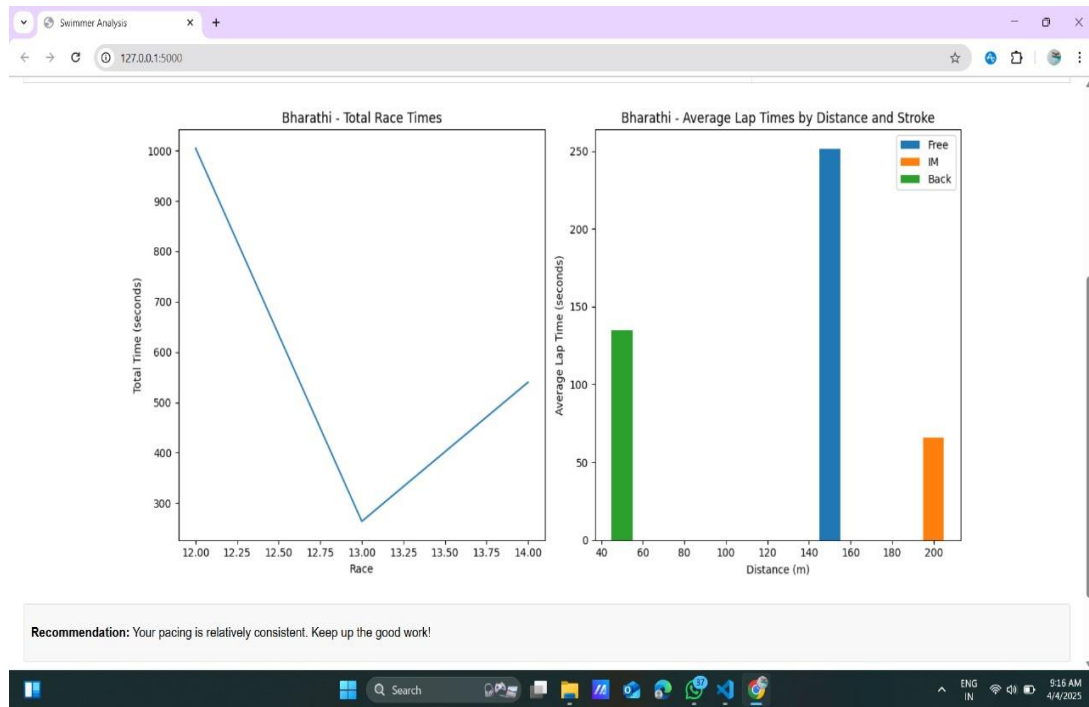 Swimmer Analysis
127.0.0.1:5000
Bharathi - Total Race Times
1000
900
800
700
600
500
400
300
Total Time (seconds)
12.00 12.25 12.50 12.75 13.00 13.25 13.50 13.75 14.00
Race
Bharathi - Average Lap Times by Distance and Stroke
Free
IM
Back
250
200
150
100
50
0
Average Lap Time (seconds)
40 60 80 100 120 140 160 180 200
Distance (m)
Recommendation: Your pacing is relatively consistent. Keep up the good work!
Search
37
ENG
IN
9:16 AM
4/4/2025